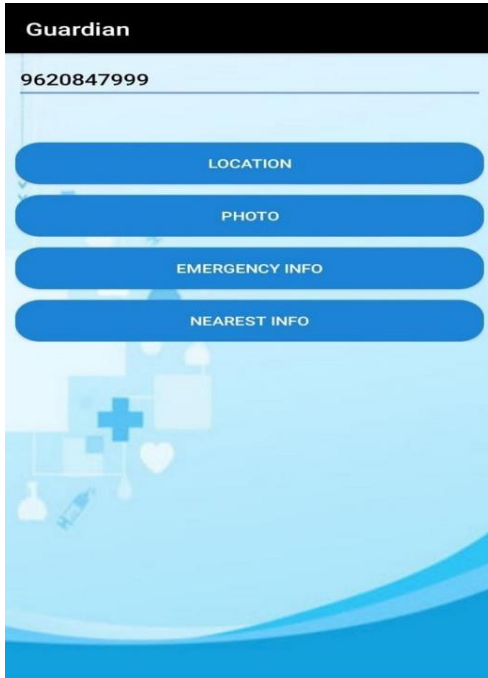 Guardian
9620847999
LOCATION
PHOTO
EMERGENCY INFO
NEAREST INFO